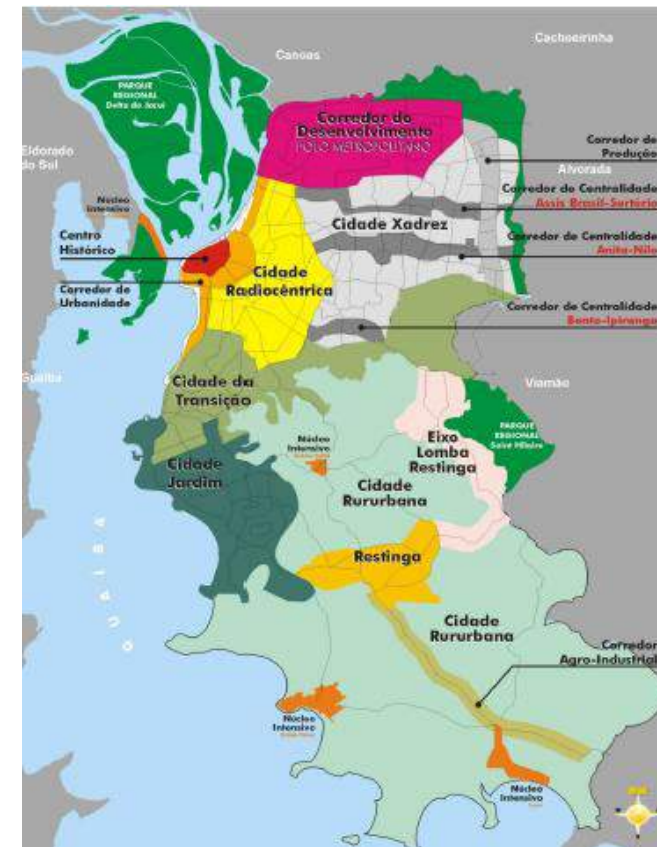 Cachoeirinha
Canoas
PARQUE
REGIONAL
Delta do Jacuí
Corredor do
Desenvolvimento
POLO METROPOLITANO
Eldorado
do Sul
Corredor de
Produção
Alvorada
Corredor de Centralidade
Assis Brasil-Sertório
Núcleo
Intensivo
Cidade Xadrez
Centro
Histórico
Corredor de Centralidade
Anita-Nilo
Cidade
Radiocêntrica
Corredor de
Urbanidade
Corredor de Centralidade
Bento-Ipiranga
Guaíba
Viamão
Cidade da
Transição
PARQUE
REGIONAL
Saint Hilaire
Eixo
Lomba
Restinga
Núcleo
Intensivo
Cidade
Jardim
Cidade
Rururbana
GUAIBA
Restinga
Cidade
Rururbana
Corredor
Agro-Industrial
Núcleo
Intensivo
Núcleo
Intensivo